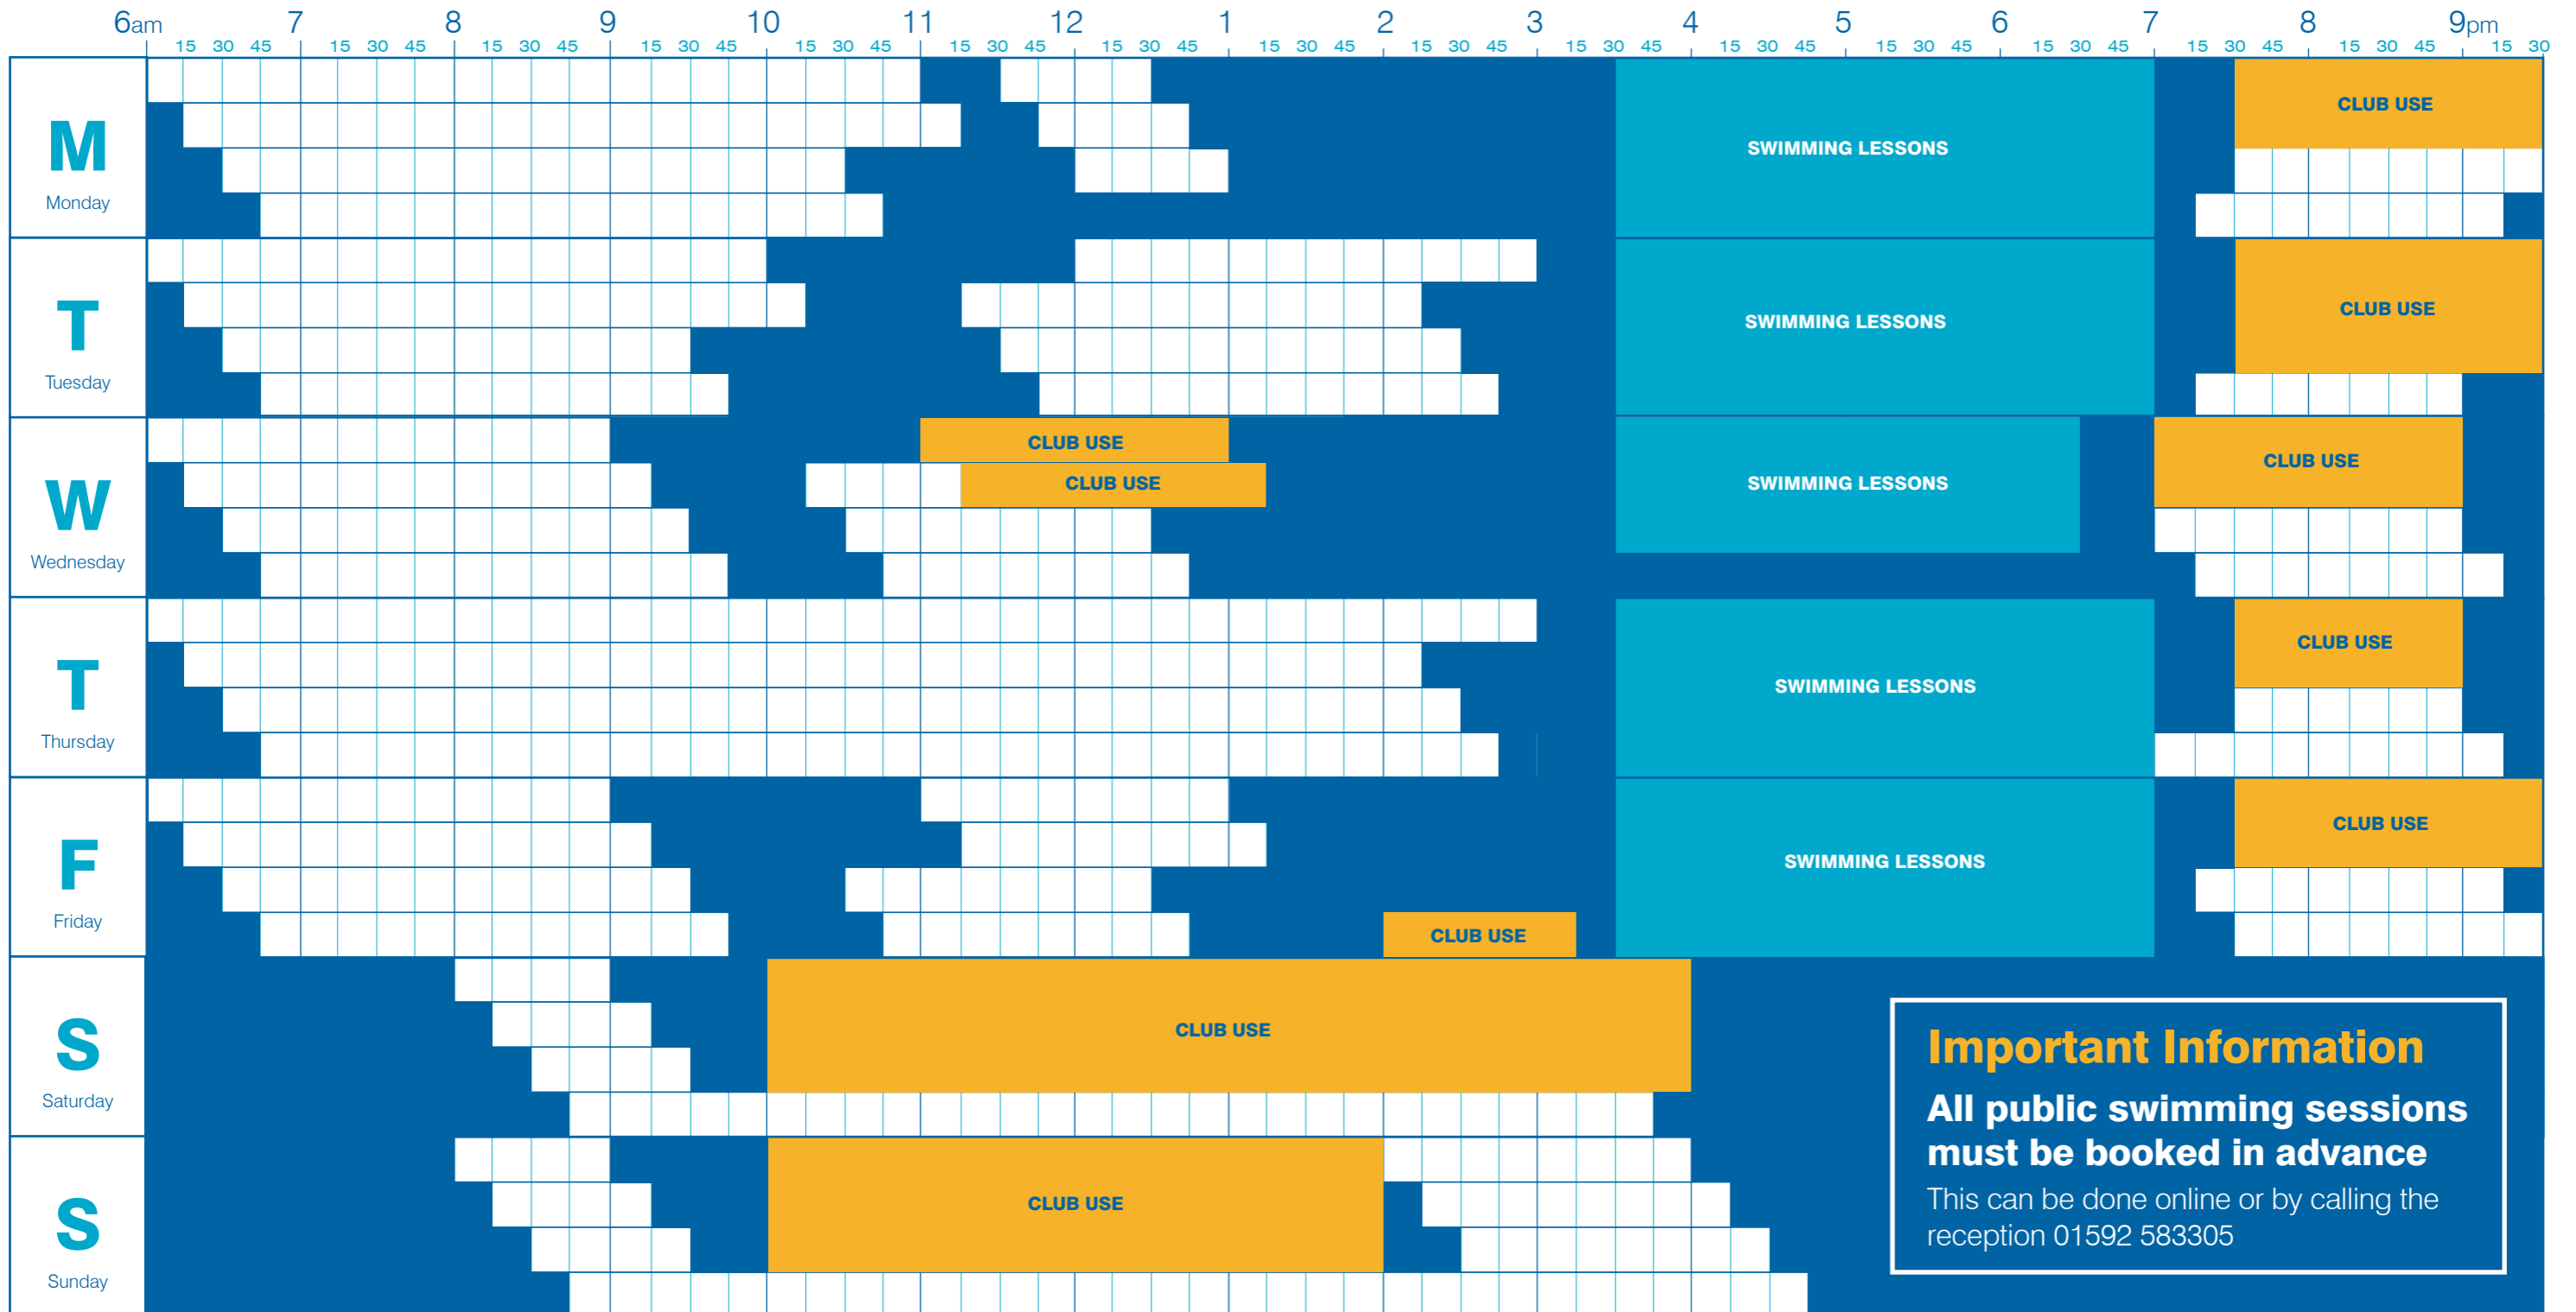 6am 7 8 9 10 11 12 1 2 3 4 5 6 7 8 9pm
15 30 45 15 30 45 15 30 45 15 30 45 15 30 45 15 30 45 15 30 45 15 30 45 15 30 45 15 30 45 15 30 45 15 30 45 15 30 45 15 30 45 15 30 45 15 30
M
Monday
SWIMMING LESSONS
CLUB USE
T
Tuesday
SWIMMING LESSONS
CLUB USE
W
Wednesday
CLUB USE
CLUB USE
SWIMMING LESSONS
CLUB USE
T
Thursday
SWIMMING LESSONS
CLUB USE
F
Friday
CLUB USE
SWIMMING LESSONS
CLUB USE
S
Saturday
CLUB USE
S
Sunday
CLUB USE
Important Information
All public swimming sessions
must be booked in advance
This can be done online or by calling the
reception 01592 583305